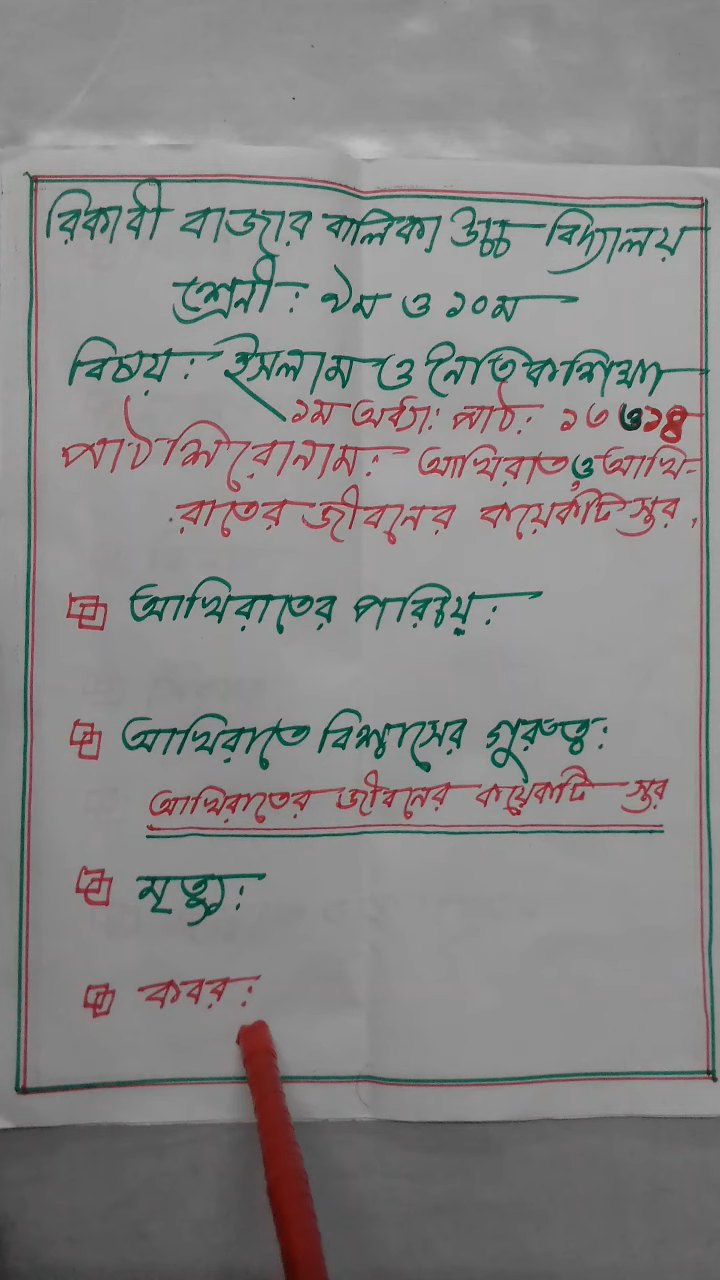 রিকাবী বাজার বালিকা উচ্চ বিদ্যালয়
শ্রেনী: ৯ম ও ১০ম
বিষয়: ইসলাম ও নৈতিক শিক্ষা
১ম অধ্যা: পাঠ: ১৩ ও ১৪
পাঠ শিরোনাম: আখিরাত ও আখি-
রাতের জীবনের কয়েকটি স্তর।
আখিরাতের পরিচয়:
আখিরাতে বিশ্বাসের গুরুত্ব:
আখিরাতের জীবনের কয়েকটি স্তর
মৃত্যু:
কবর: